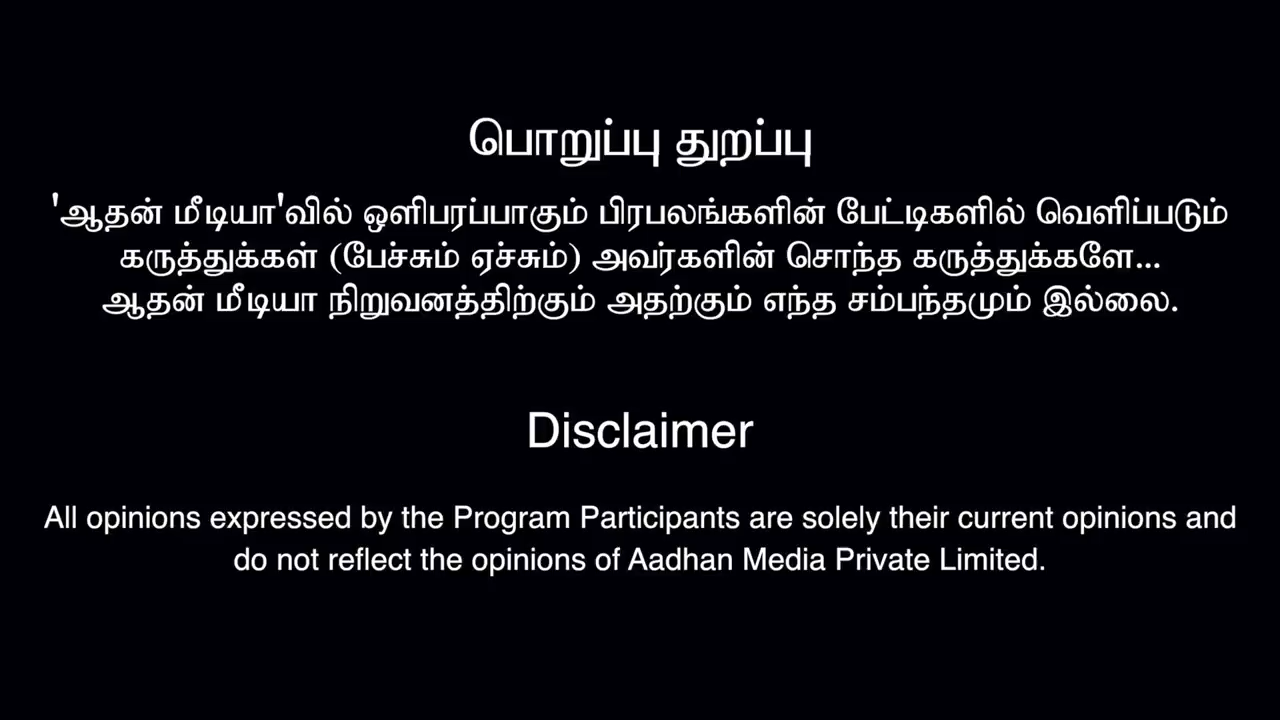 பொறுப்பு துறப்பு
'ஆதன் மீடியா'வில் ஒளிபரப்பாகும் பிரபலங்களின் பேட்டிகளில் வெளிப்படும்
கருத்துக்கள் (பேச்சும் ஏச்சும்) அவர்களின் சொந்த கருத்துக்களே...
ஆதன் மீடியா நிறுவனத்திற்கும் அதற்கும் எந்த சம்பந்தமும் இல்லை.
Disclaimer
All opinions expressed by the Program Participants are solely their current opinions and
do not reflect the opinions of Aadhan Media Private Limited.